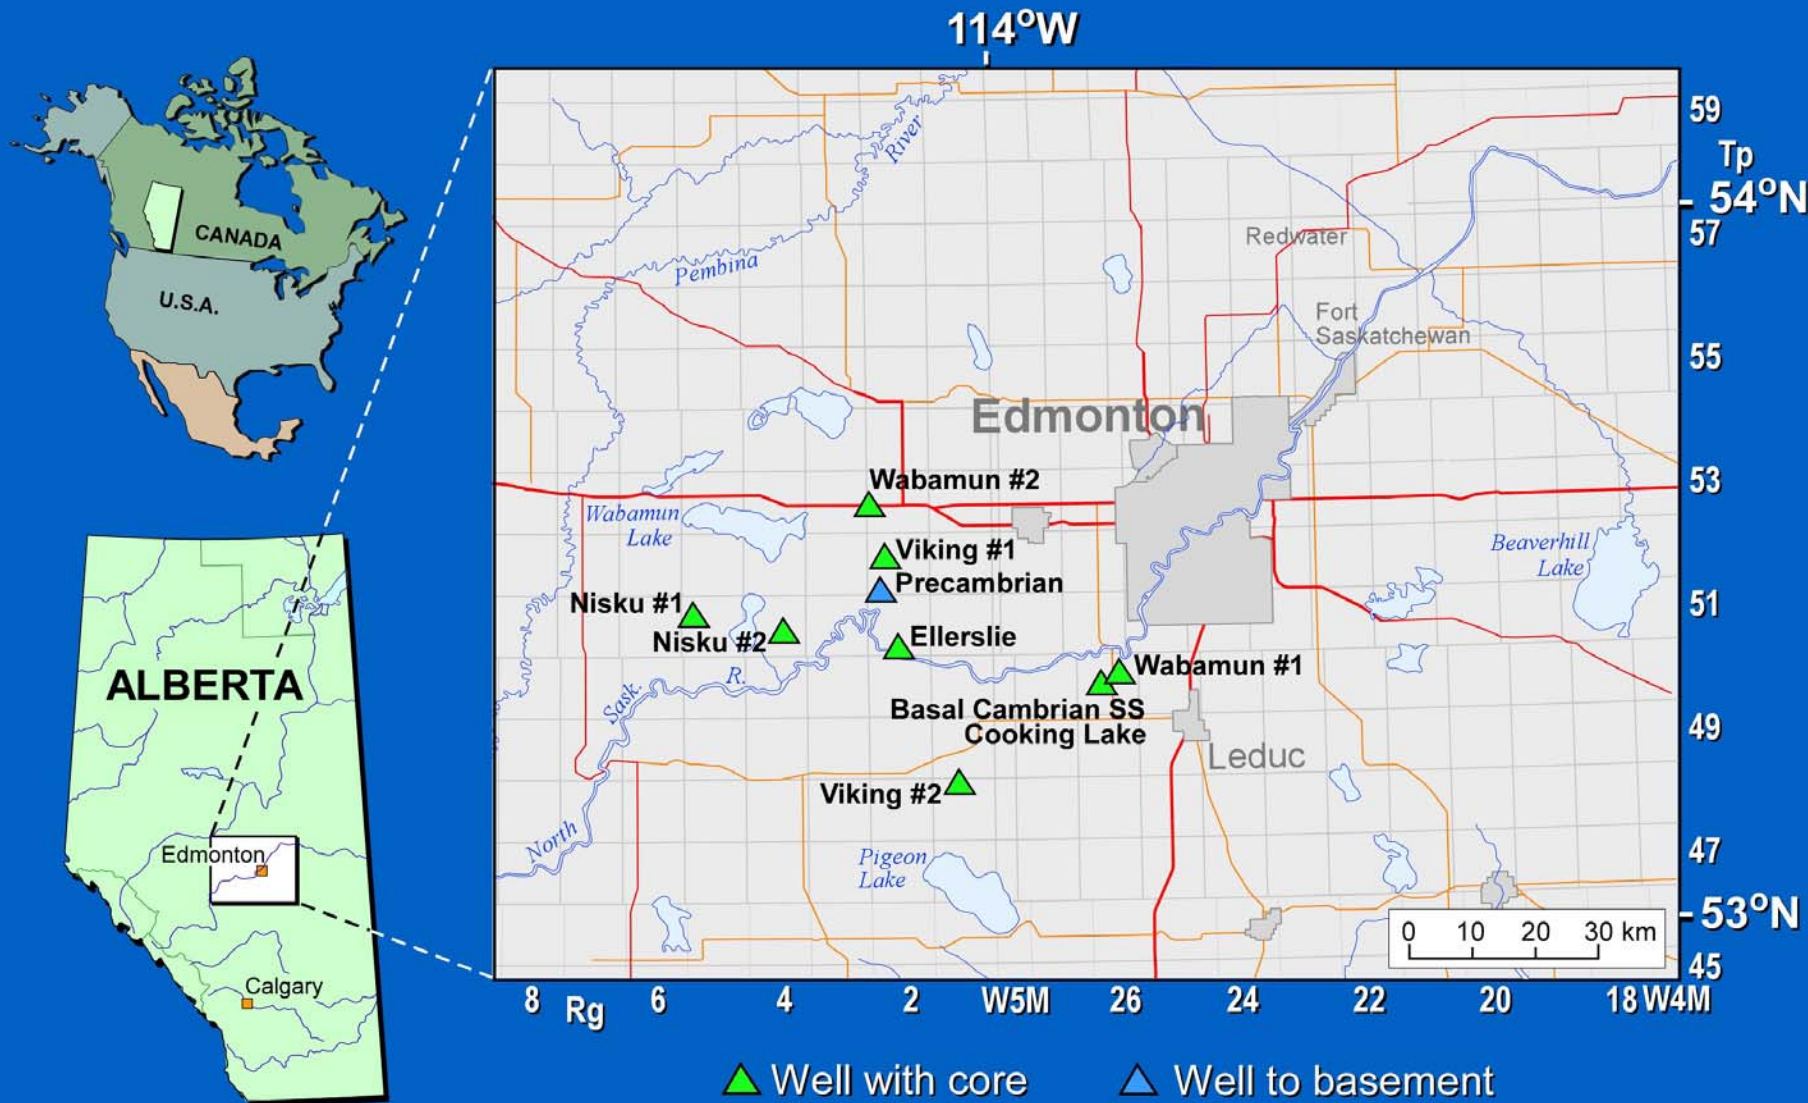 114°W
CANADA
U.S.A.
ALBERTA
Edmonton
Calgary
River
Pembina
Redwater
Fort
Saskatchewan
Edmonton
Wabamun #2
Wabamun
Lake
Viking #1
Precambrian
Beaverhill
Lake
Nisku #1
Nisku #2
Ellerslie
R.
Sask.
North
Wabamun #1
Basal Cambrian SS
Cooking Lake
Leduc
Viking #2
Pigeon
Lake
0 10 20 30 km
59
Tp
54°N
57
55
53
51
49
47
53°N
45
8 Rg 6 4 2 W5M 26 24 22 20 18 W4M
Well with core
Well to basement